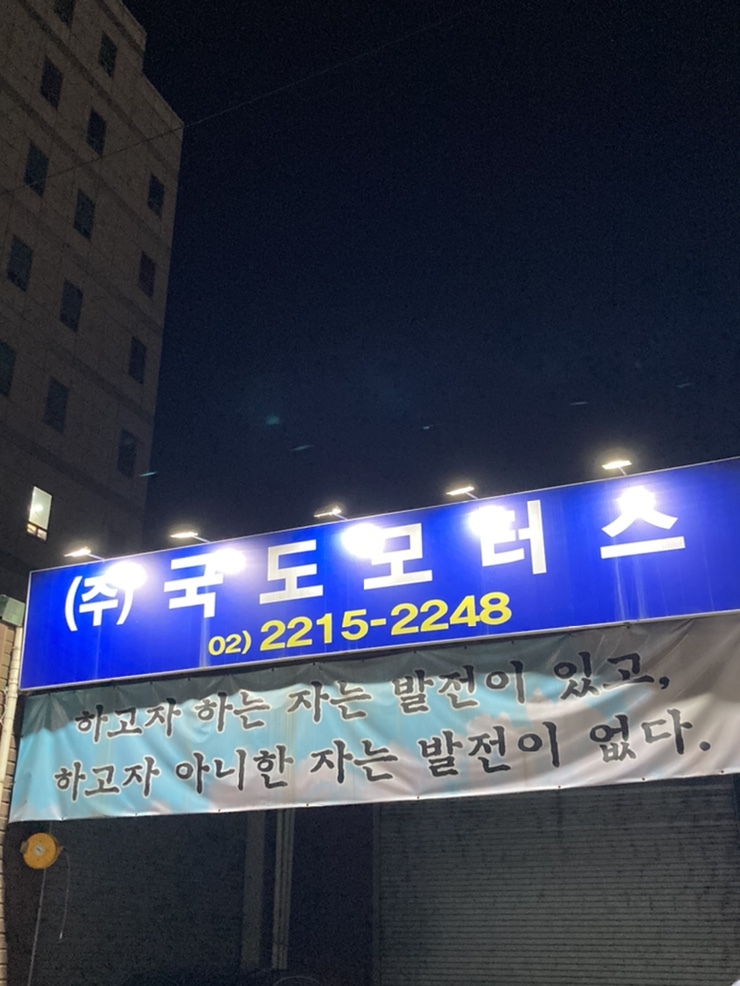 (주) 국도모터스
02) 2215-2248
하고자 하는 자는 발전이 있고,
하고자 아니한 자는 발전이 없다.